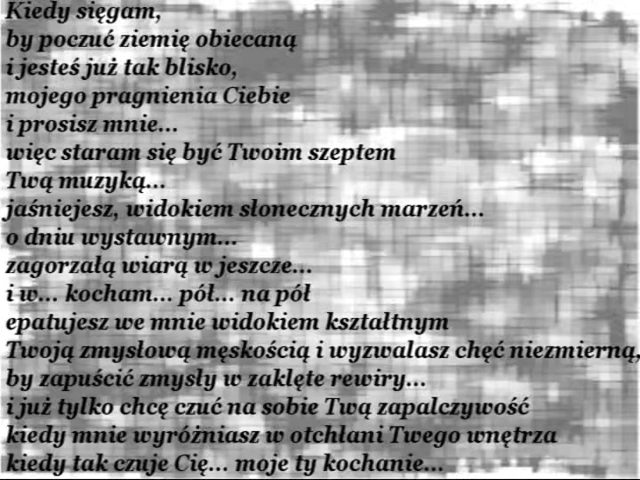 Kiedy sięgam,
by poczuć ziemię obiecaną
i jesteś już tak blisko,
mojego pragnienia Ciebie
i prosisz mnie...
więc staram się być Twoim szeptem
Twą muzyką...
jaśniejesz, widokiem słonecznych marzeń...
o dniu wystawnym...
zagorzałą wiarą w jeszcze...
i w... kocham... pół... na pół
epatujesz we mnie widokiem kształtnym
Twoją zmysłową męskością i wyzwalasz chęć niezmierną,
by zapuścić zmysły w zaklęte rewiry...
i już tylko chcę czuć na sobie Twą zapalczywość
kiedy mnie wyróżniasz w otchłani Twego wnętrza
kiedy tak czuje Cię... moje ty kochanie...